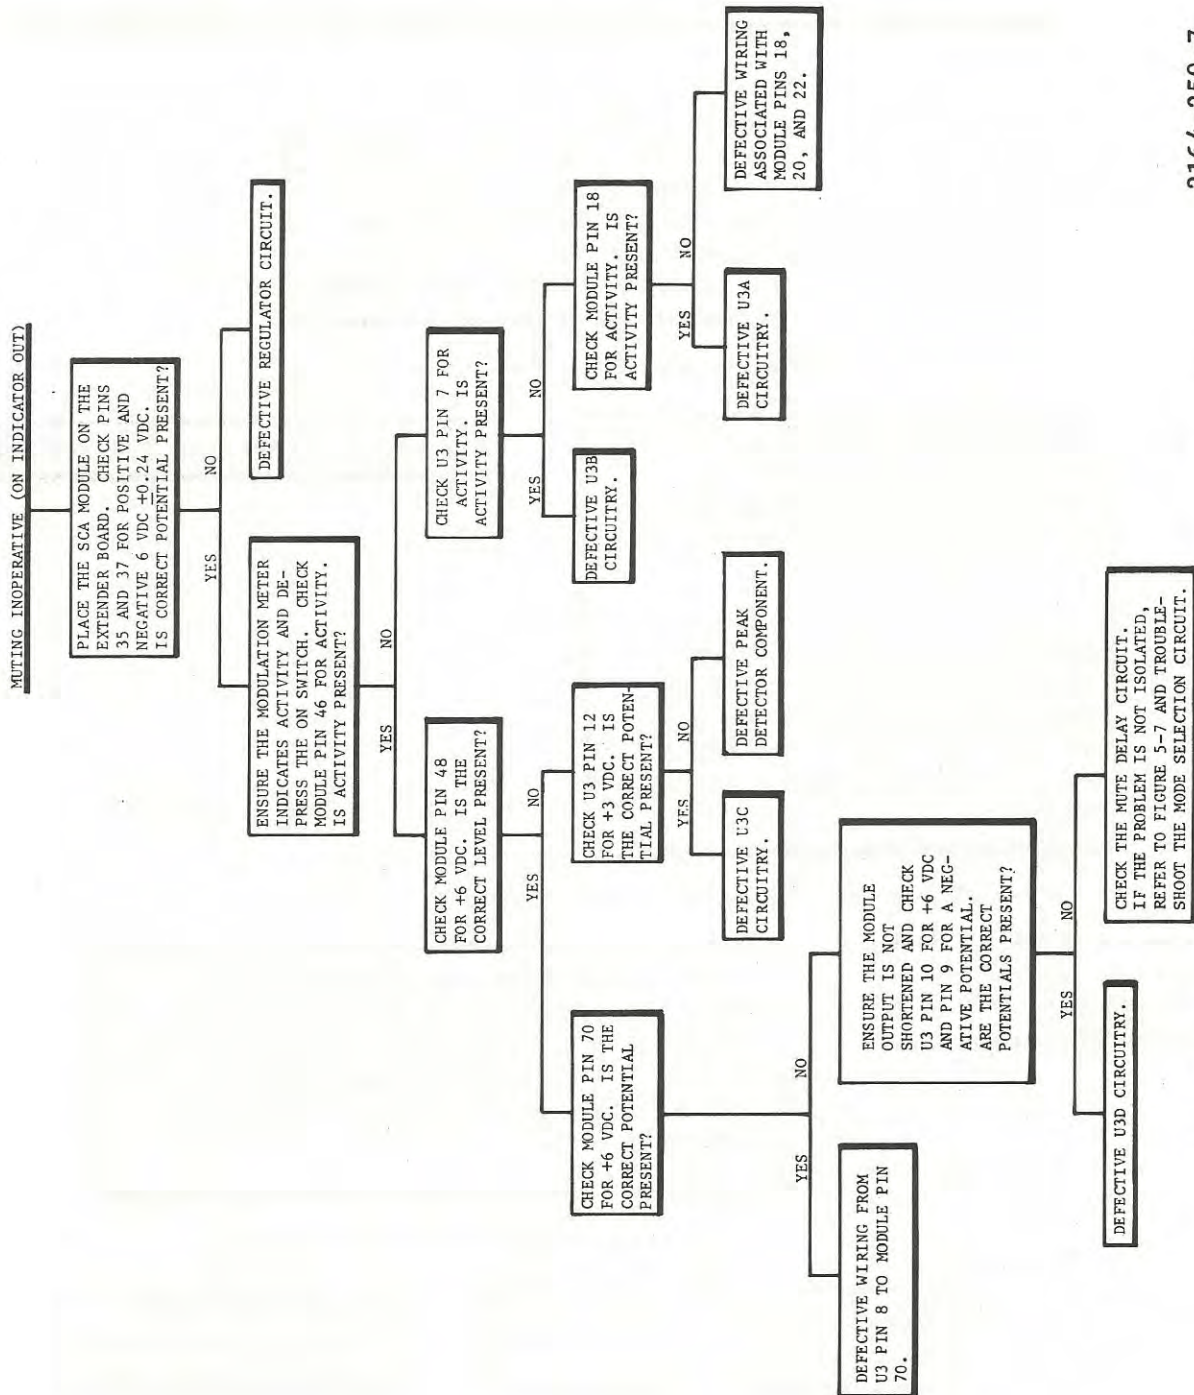 MUTING INOPERATIVE (ON INDICATOR OUT)
PLACE THE SCA MODULE ON THE
EXTENDER BOARD. CHECK PINS
35 AND 37 FOR POSITIVE AND
NEGATIVE 6 VDC ±0.24 VDC.
IS CORRECT POTENTIAL PRESENT?
YES
NO
ENSURE THE MODULATION METER
INDICATES ACTIVITY AND DE-
PRESS THE ON SWITCH. CHECK
MODULE PIN 46 FOR ACTIVITY.
IS ACTIVITY PRESENT?
DEFECTIVE REGULATOR CIRCUIT.
YES
NO
CHECK MODULE PIN 48
FOR +6 VDC. IS THE
CORRECT LEVEL PRESENT?
CHECK U3 PIN 7 FOR
ACTIVITY. IS
ACTIVITY PRESENT?
YES
NO
YES
NO
CHECK MODULE PIN 70
FOR +6 VDC. IS THE
CORRECT POTENTIAL
PRESENT?
CHECK U3 PIN 12
FOR +3 VDC. IS
THE CORRECT POTEN-
TIAL PRESENT?
DEFECTIVE U3B
CIRCUITRY.
CHECK MODULE PIN 18
FOR ACTIVITY. IS
ACTIVITY PRESENT?
YES
NO
YES
NO
DEFECTIVE U3C
CIRCUITRY.
DEFECTIVE PEAK
DETECTOR COMPONENT.
DEFECTIVE U3A
CIRCUITRY.
DEFECTIVE WIRING
ASSOCIATED WITH
MODULE PINS 18,
20, AND 22.
YES
NO
DEFECTIVE WIRING FROM
U3 PIN 8 TO MODULE PIN
70.
ENSURE THE MODULE
OUTPUT IS NOT
SHORTENED AND CHECK
U3 PIN 10 FOR +6 VDC
AND PIN 9 FOR A NEG-
ATIVE POTENTIAL.
ARE THE CORRECT
POTENTIALS PRESENT?
YES
NO
DEFECTIVE U3D CIRCUITRY.
CHECK THE MUTE DELAY CIRCUIT.
IF THE PROBLEM IS NOT ISOLATED,
REFER TO FIGURE 5-7 AND TROUBLE-
SHOOT THE MODE SELECTION CIRCUIT.